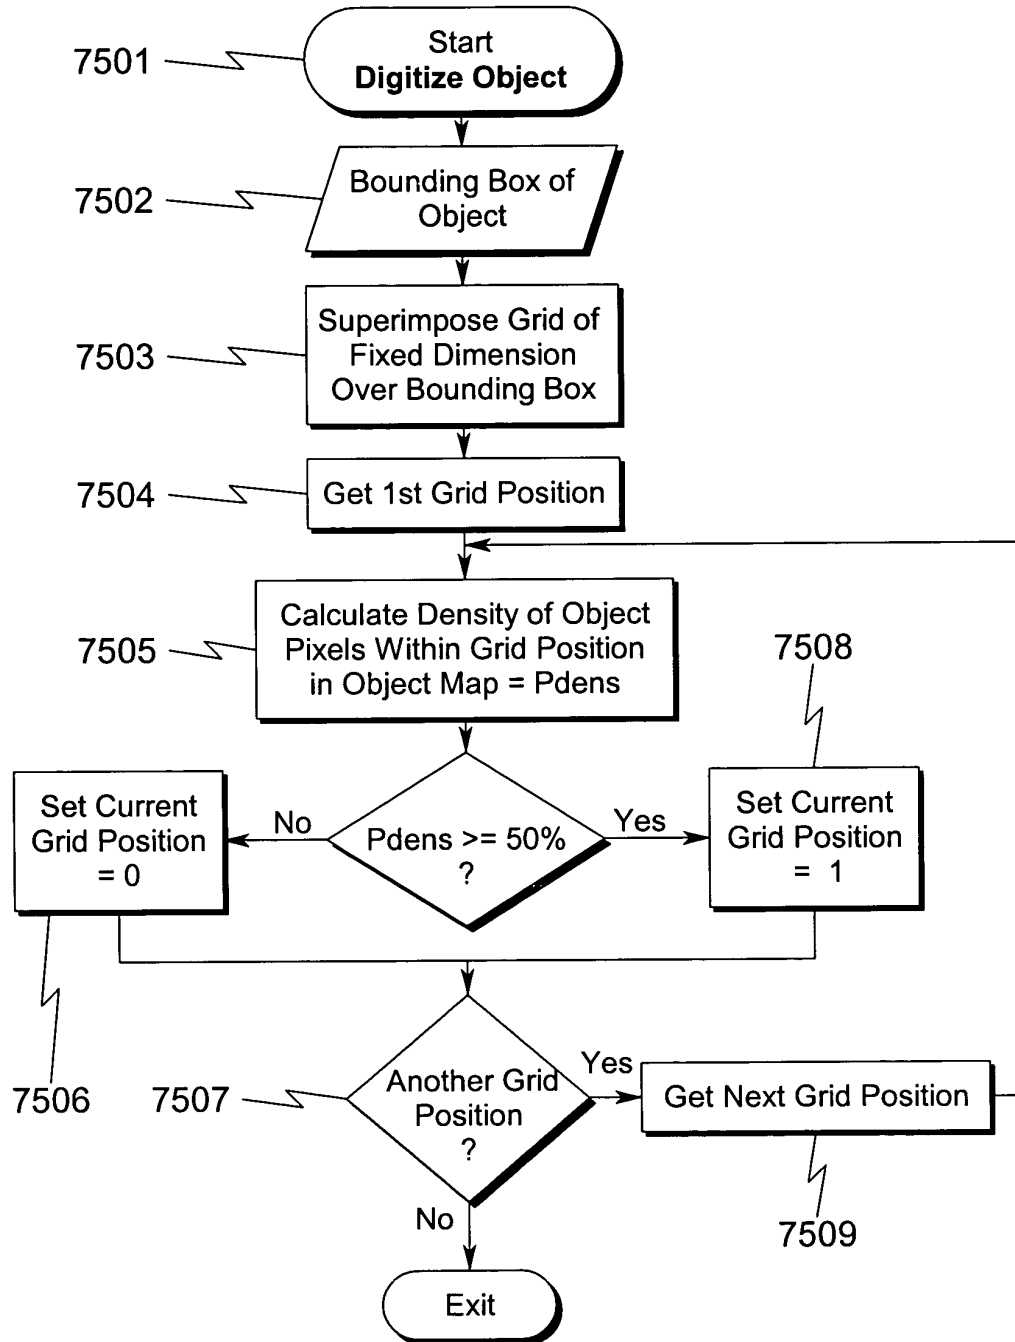 7501
Start
Digitize Object
7502
Bounding Box of
Object
7503
Superimpose Grid of
Fixed Dimension
Over Bounding Box
7504
Get 1st Grid Position
7505
Calculate Density of Object
Pixels Within Grid Position
in Object Map = Pdens
7508
Set Current
Grid Position
= 0
No
Pdens >= 50%
?
Yes
Set Current
Grid Position
= 1
7506
7507
Another Grid
Position
?
Yes
Get Next Grid Position
7509
No
Exit